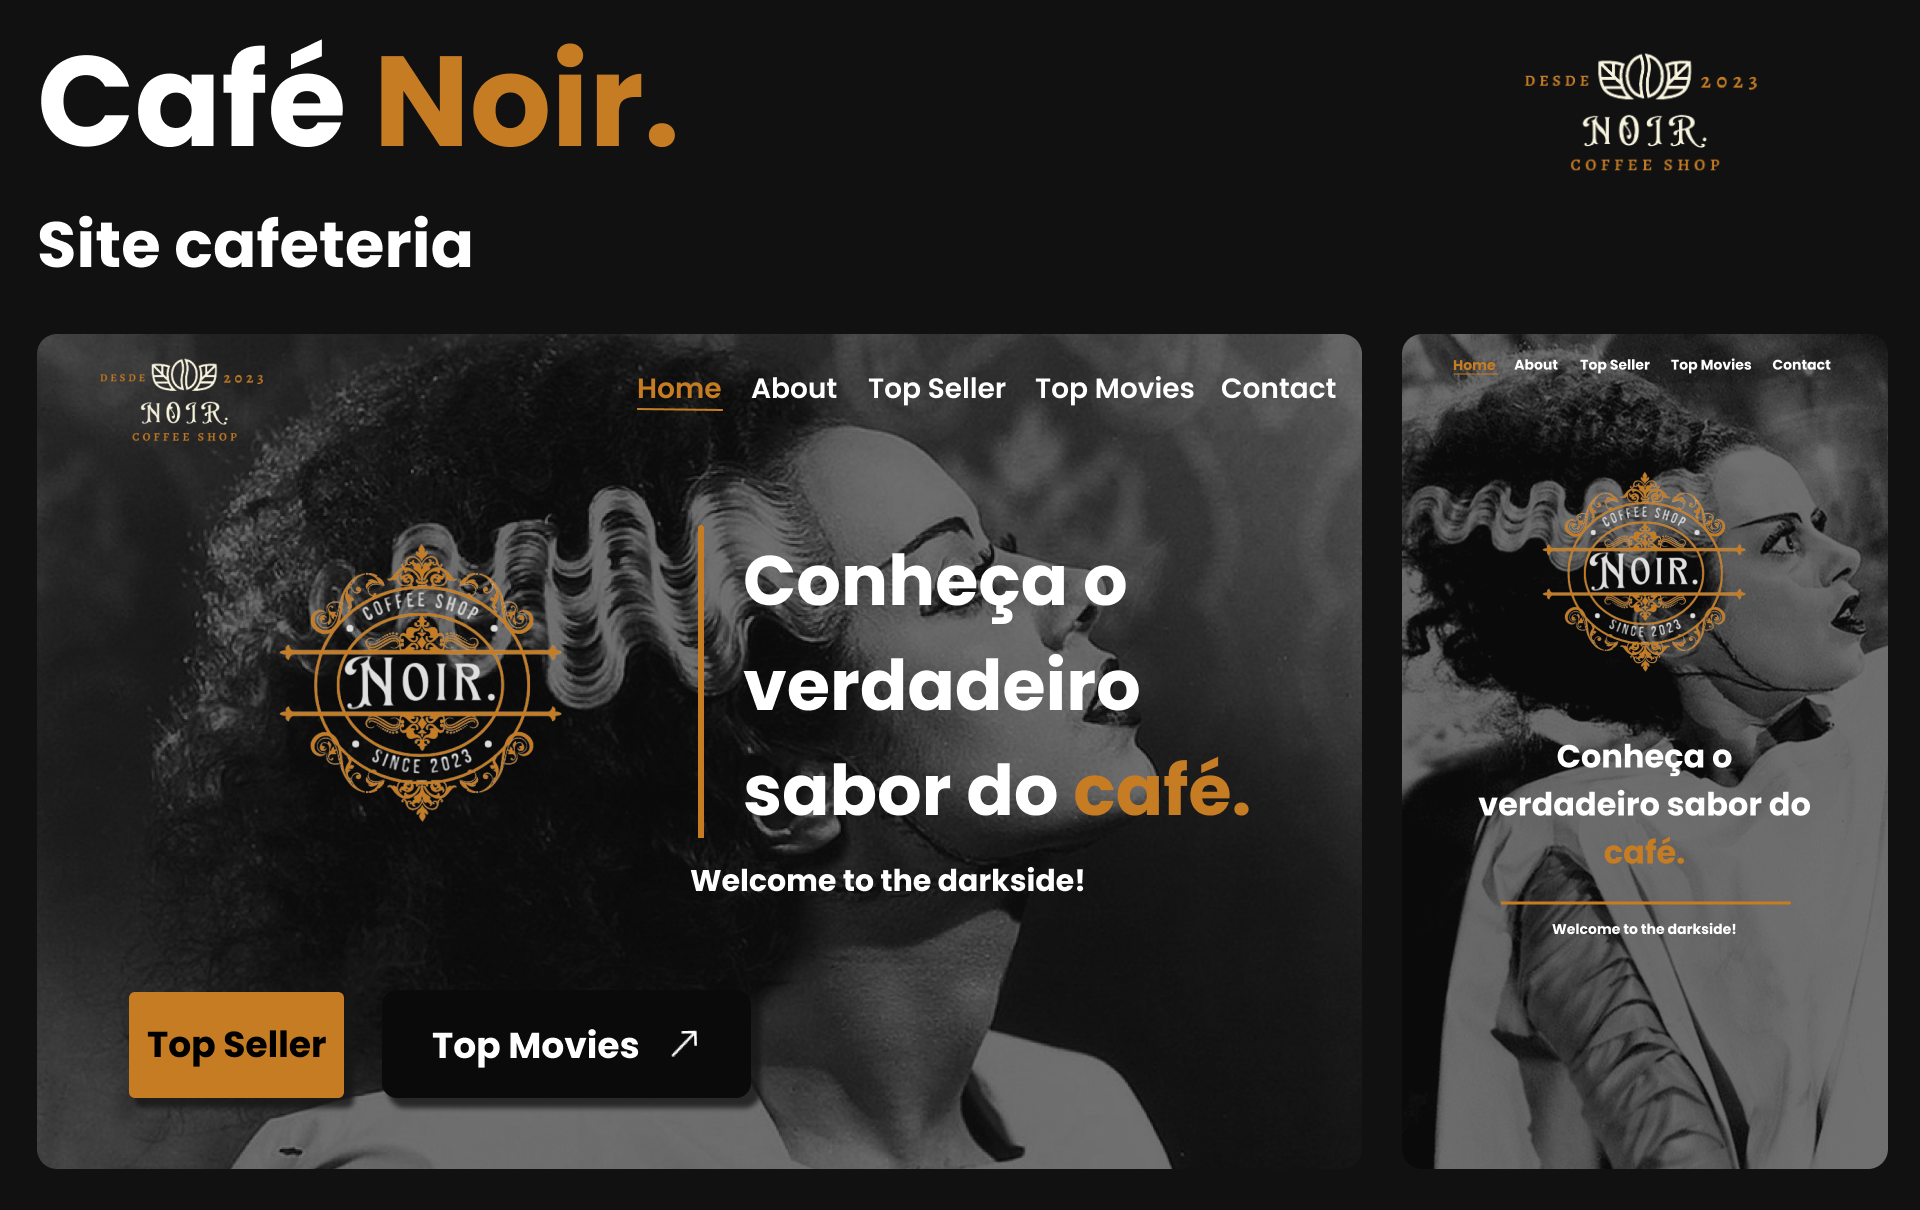 Café Noir.
DESDE 2023
NOIR.
COFFEE SHOP
Site cafeteria
DESDE 2023
NOIR.
COFFEE SHOP
Home About Top Seller Top Movies Contact
COFFEE SHOP
NOIR.
SINCE 2023
Conheça o
verdadeiro
sabor do café.
Welcome to the darkside!
Top Seller
Top Movies
Home About Top Seller Top Movies Contact
COFFEE SHOP
NOIR.
SINCE 2023
Conheça o
verdadeiro sabor do
café.
Welcome to the darkside!